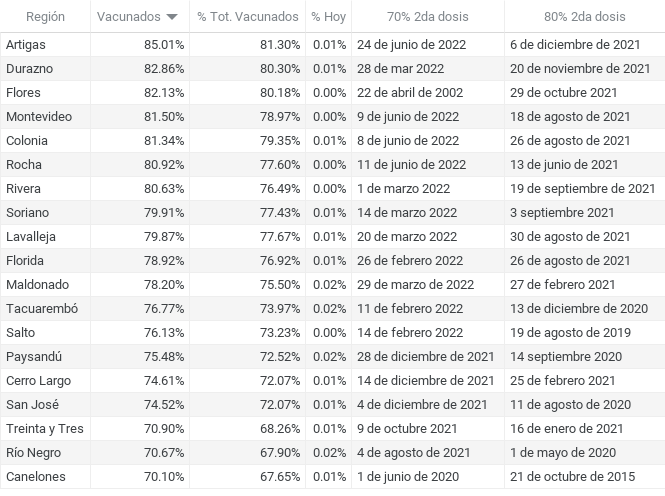 Región Vacunados % Tot. Vacunados % Hoy 70% 2da dosis 80% 2da dosis
Artigas 85.01% 81.30% 0.01% 24 de junio de 2022 6 de diciembre de 2021
Durazno 82.86% 80.30% 0.01% 28 de mar 2022 20 de noviembre de 2021
Flores 82.13% 80.18% 0.00% 22 de abril de 2002 29 de octubre 2021
Montevideo 81.50% 78.97% 0.00% 9 de junio de 2022 18 de agosto de 2021
Colonia 81.34% 79.35% 0.01% 8 de junio de 2022 26 de agosto de 2021
Rocha 80.92% 77.60% 0.00% 11 de junio de 2022 13 de junio de 2021
Rivera 80.63% 76.49% 0.00% 1 de marzo 2022 19 de septiembre de 2021
Soriano 79.91% 77.43% 0.01% 14 de marzo 2022 3 septiembre 2021
Lavalleja 79.87% 77.67% 0.01% 20 de marzo 2022 30 de agosto de 2021
Florida 78.92% 76.92% 0.01% 26 de febrero 2022 26 de agosto de 2021
Maldonado 78.20% 75.50% 0.02% 29 de marzo de 2022 27 de febrero 2021
Tacuarembó 76.77% 73.97% 0.02% 11 de febrero 2022 13 de diciembre de 2020
Salto 76.13% 73.23% 0.00% 14 de febrero 2022 19 de agosto de 2019
Paysandú 75.48% 72.52% 0.02% 28 de diciembre de 2021 14 septiembre 2020
Cerro Largo 74.61% 72.07% 0.01% 14 de diciembre de 2021 25 de febrero 2021
San José 74.52% 72.07% 0.01% 4 de diciembre de 2021 11 de agosto de 2020
Treinta y Tres 70.90% 68.26% 0.01% 9 de octubre 2021 16 de enero de 2021
Río Negro 70.67% 67.90% 0.02% 4 de agosto de 2021 1 de mayo de 2020
Canelones 70.10% 67.65% 0.01% 1 de junio de 2020 21 de octubre de 2015